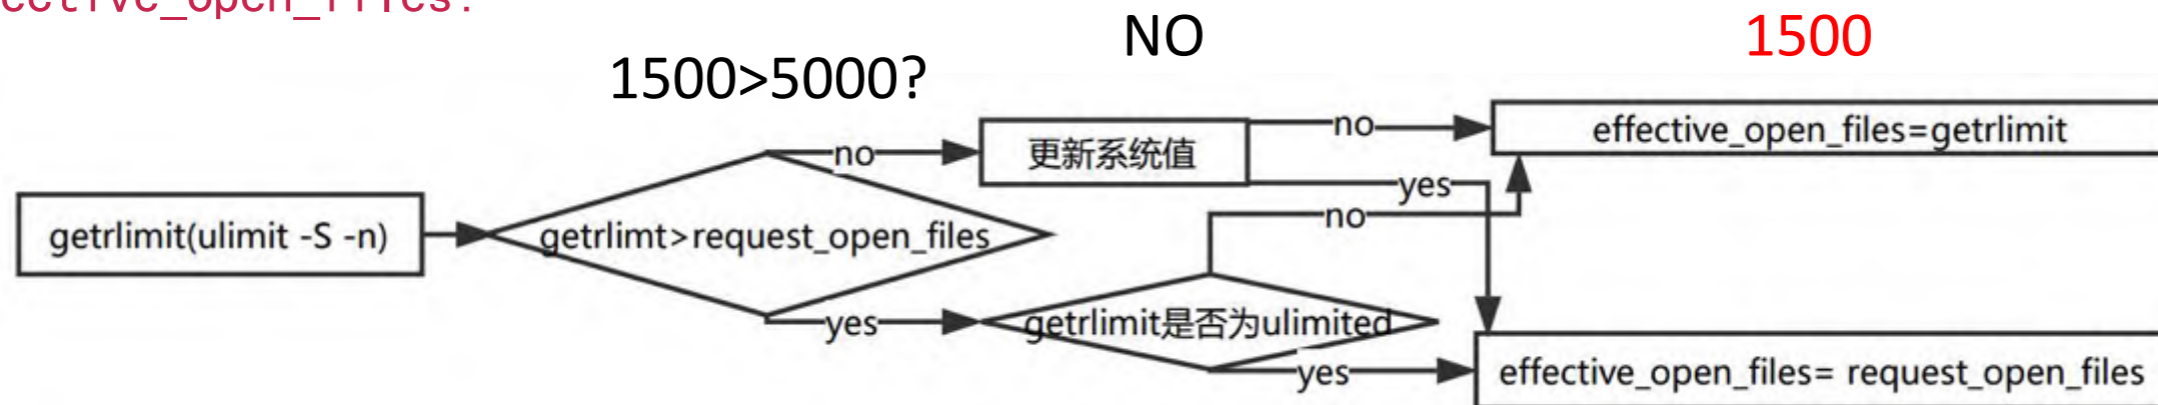 NO
1500
1500>5000?
no
更新系统值
no
effective_open_files=getrlimit
yes
no
getrlimit(ulimit -S -n)
getrlimt>request_open_files
yes
getrlimit是否为ulimited
yes
effective_open_files= request_open_files